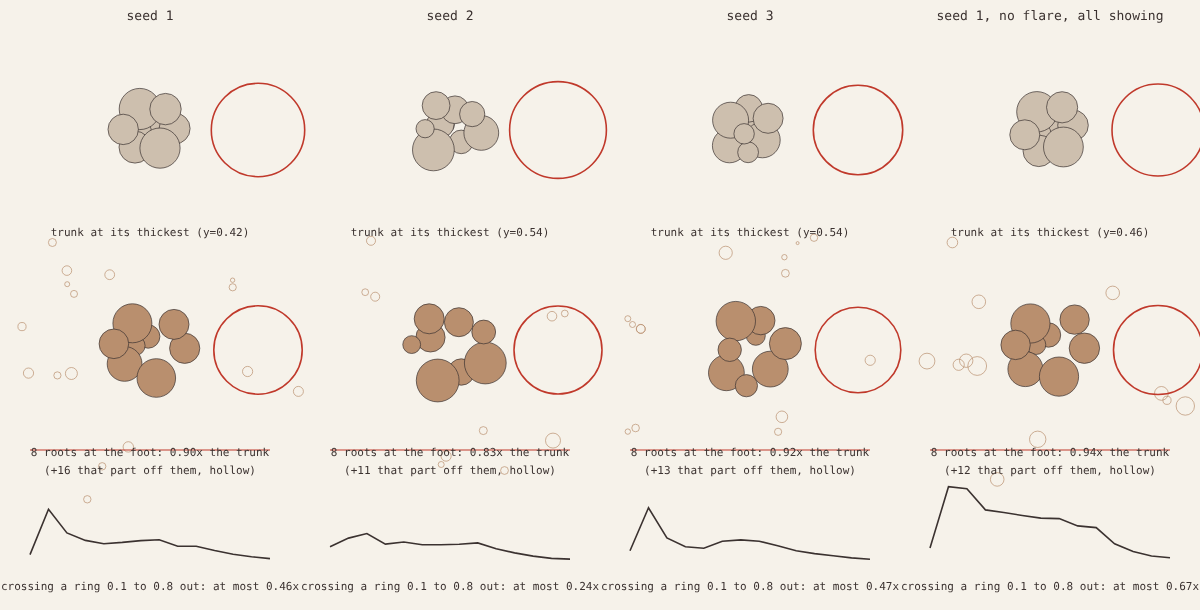 seed 1
seed 2
seed 3
seed 1, no flare, all showing
trunk at its thickest (y=0.42)
trunk at its thickest (y=0.54)
trunk at its thickest (y=0.54)
trunk at its thickest (y=0.46)
8 roots at the foot: 0.90x the trunk
(+16 that part off them, hollow)
8 roots at the foot: 0.83x the trunk
(+11 that part off them, hollow)
8 roots at the foot: 0.92x the trunk
(+13 that part off them, hollow)
8 roots at the foot: 0.94x the trunk
(+12 that part off them, hollow)
crossing a ring 0.1 to 0.8 out: at most 0.46x
crossing a ring 0.1 to 0.8 out: at most 0.24x
crossing a ring 0.1 to 0.8 out: at most 0.47x
crossing a ring 0.1 to 0.8 out: at most 0.67x